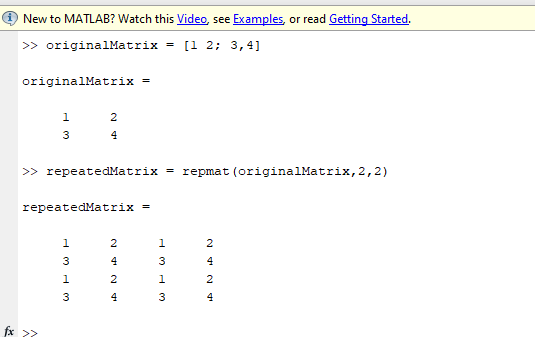 New to MATLAB? Watch this Video, see Examples, or read Getting Started.
>> originalMatrix = [1 2; 3,4]
originalMatrix =
1 2
3 4
>> repeatedMatrix = repmat(originalMatrix,2,2)
repeatedMatrix =
1 2 1 2
3 4 3 4
1 2 1 2
3 4 3 4
fx >>